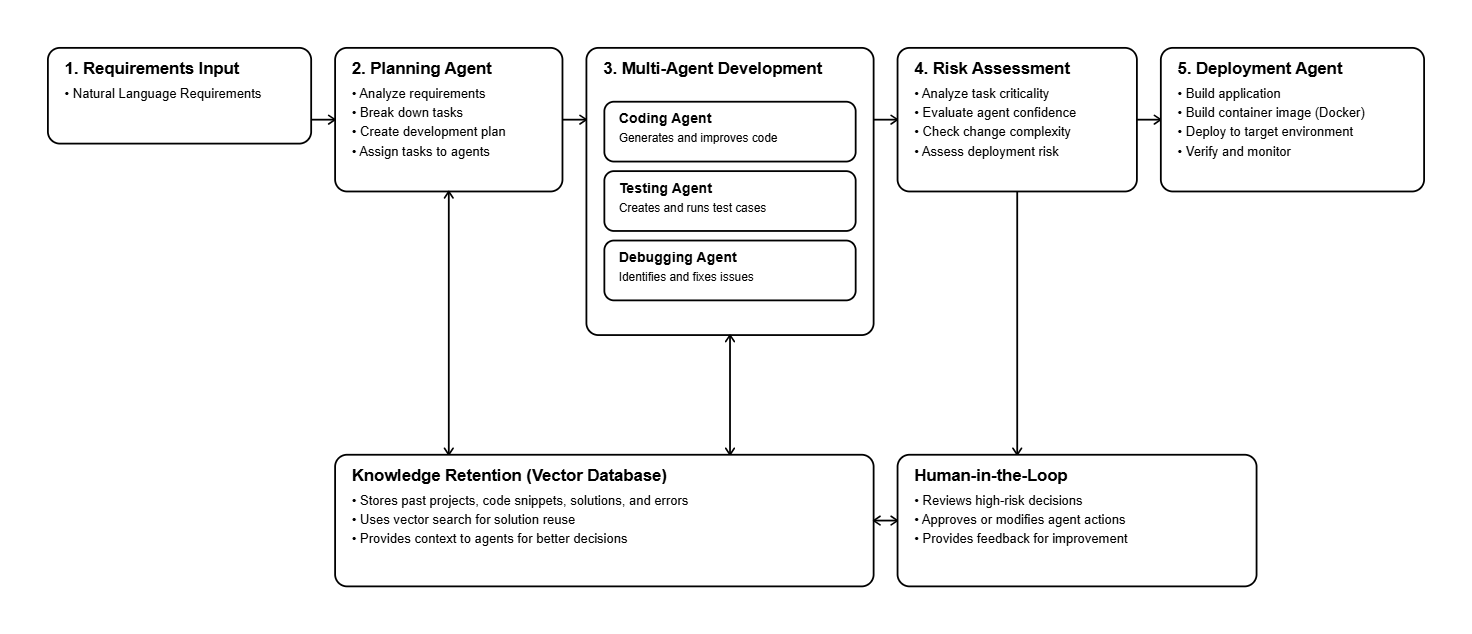 1. Requirements Input
• Natural Language Requirements
2. Planning Agent
• Analyze requirements
• Break down tasks
• Create development plan
• Assign tasks to agents
3. Multi-Agent Development
Coding Agent
Generates and improves code
Testing Agent
Creates and runs test cases
Debugging Agent
Identifies and fixes issues
4. Risk Assessment
• Analyze task criticality
• Evaluate agent confidence
• Check change complexity
• Assess deployment risk
5. Deployment Agent
• Build application
• Build container image (Docker)
• Deploy to target environment
• Verify and monitor
Knowledge Retention (Vector Database)
• Stores past projects, code snippets, solutions, and errors
• Uses vector search for solution reuse
• Provides context to agents for better decisions
Human-in-the-Loop
• Reviews high-risk decisions
• Approves or modifies agent actions
• Provides feedback for improvement